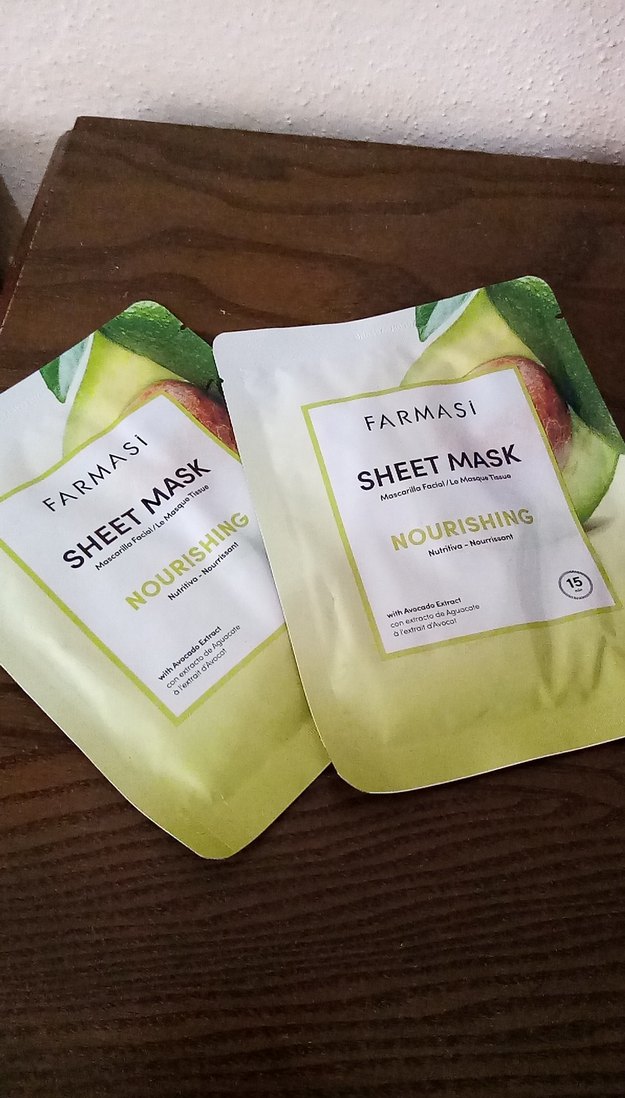 FARMASi
SHEET MASK
Mascarilla Facial / Le Masque Tissue
NOURISHING
Nutritiva - Nourrissant
with Avocado Extract
con extracto de Aguacate
à l'extrait d'Avocat
FARMASi
SHEET MASK
Mascarilla Facial / Le Masque Tissue
NOURISHING
Nutritiva - Nourrissant
15
with Avocado Extract
con extracto de Aguacate
à l'extrait d'Avocat